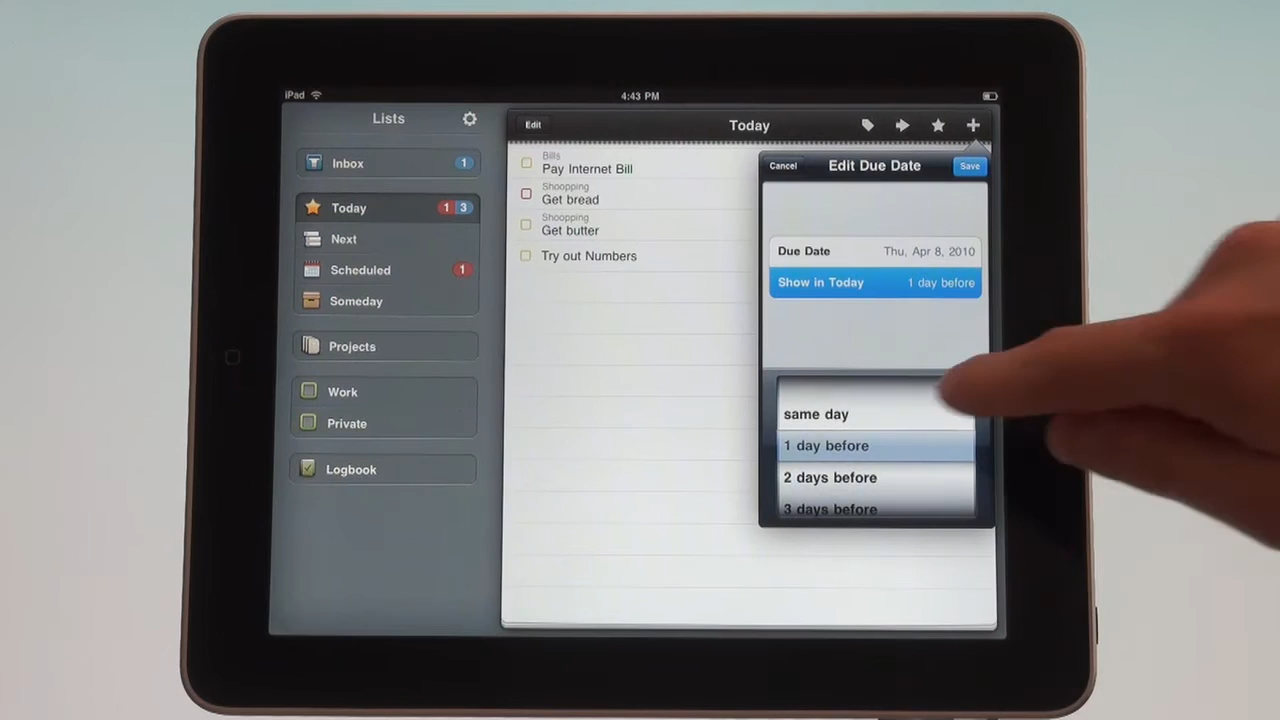 iPad
4:43 PM
Lists
Inbox 1
Today 1 3
Next
Scheduled 1
Someday
Projects
Work
Private
Logbook
Edit
Today
Bills
Pay Internet Bill
Shoopping
Get bread
Shoopping
Get butter
Try out Numbers
Cancel
Edit Due Date
Save
Due Date Thu, Apr 8, 2010
Show in Today 1 day before
same day
1 day before
2 days before
3 days before